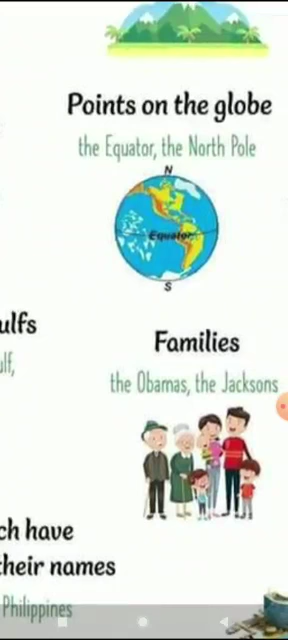 Points on the globe
the Equator, the North Pole
N
Equator
S
ulfs
ulf,
Families
the Obamas, the Jacksons
ch have
their names
Philippines